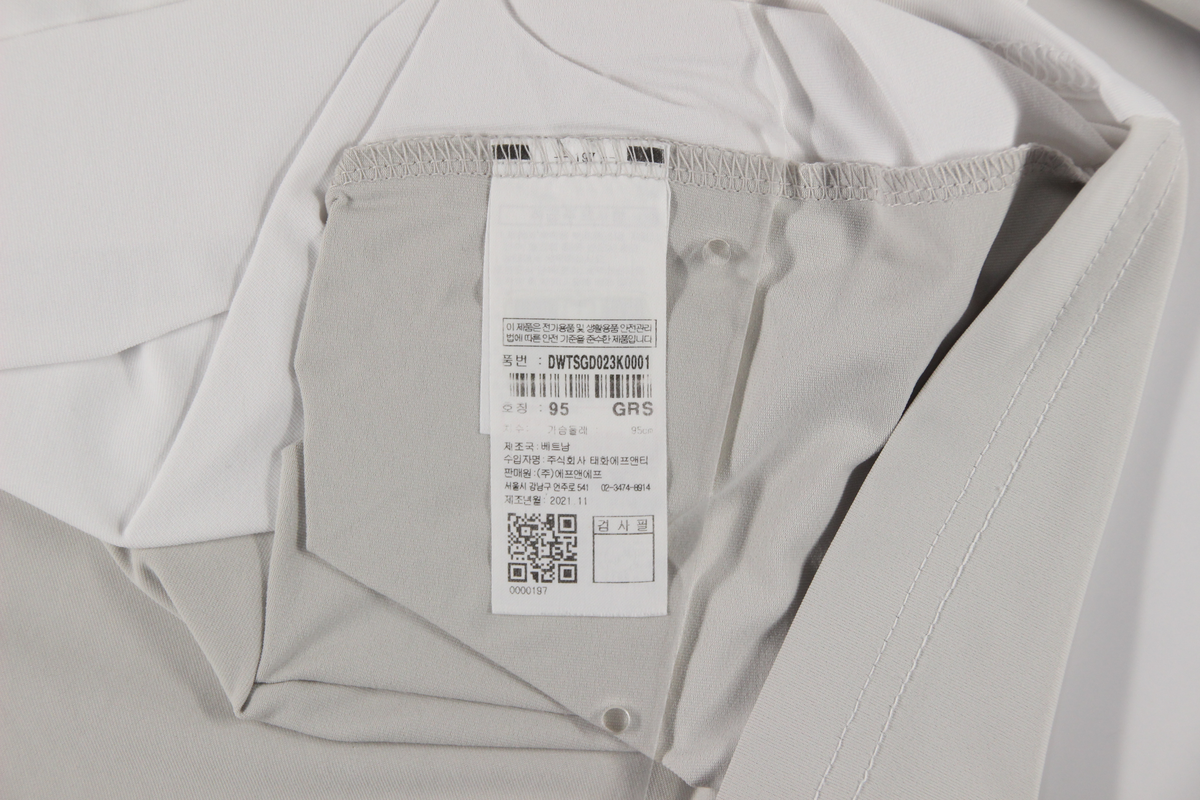 197
이 제품은 전기용품 및 생활용품 안전관리
법에 따른 안전 기준을 준수한 제품입니다
품번 : DWTSGD023K0001
호칭 : 95 GRS
치수: 가슴둘레 95cm
제조국:베트남
수입자명:주식회사 태화에프앤티
판매원:(주)에프앤에프
서울시 강남구 언주로 541 02-3474-8914
제조년월: 2021.11
검 사 필
0000197